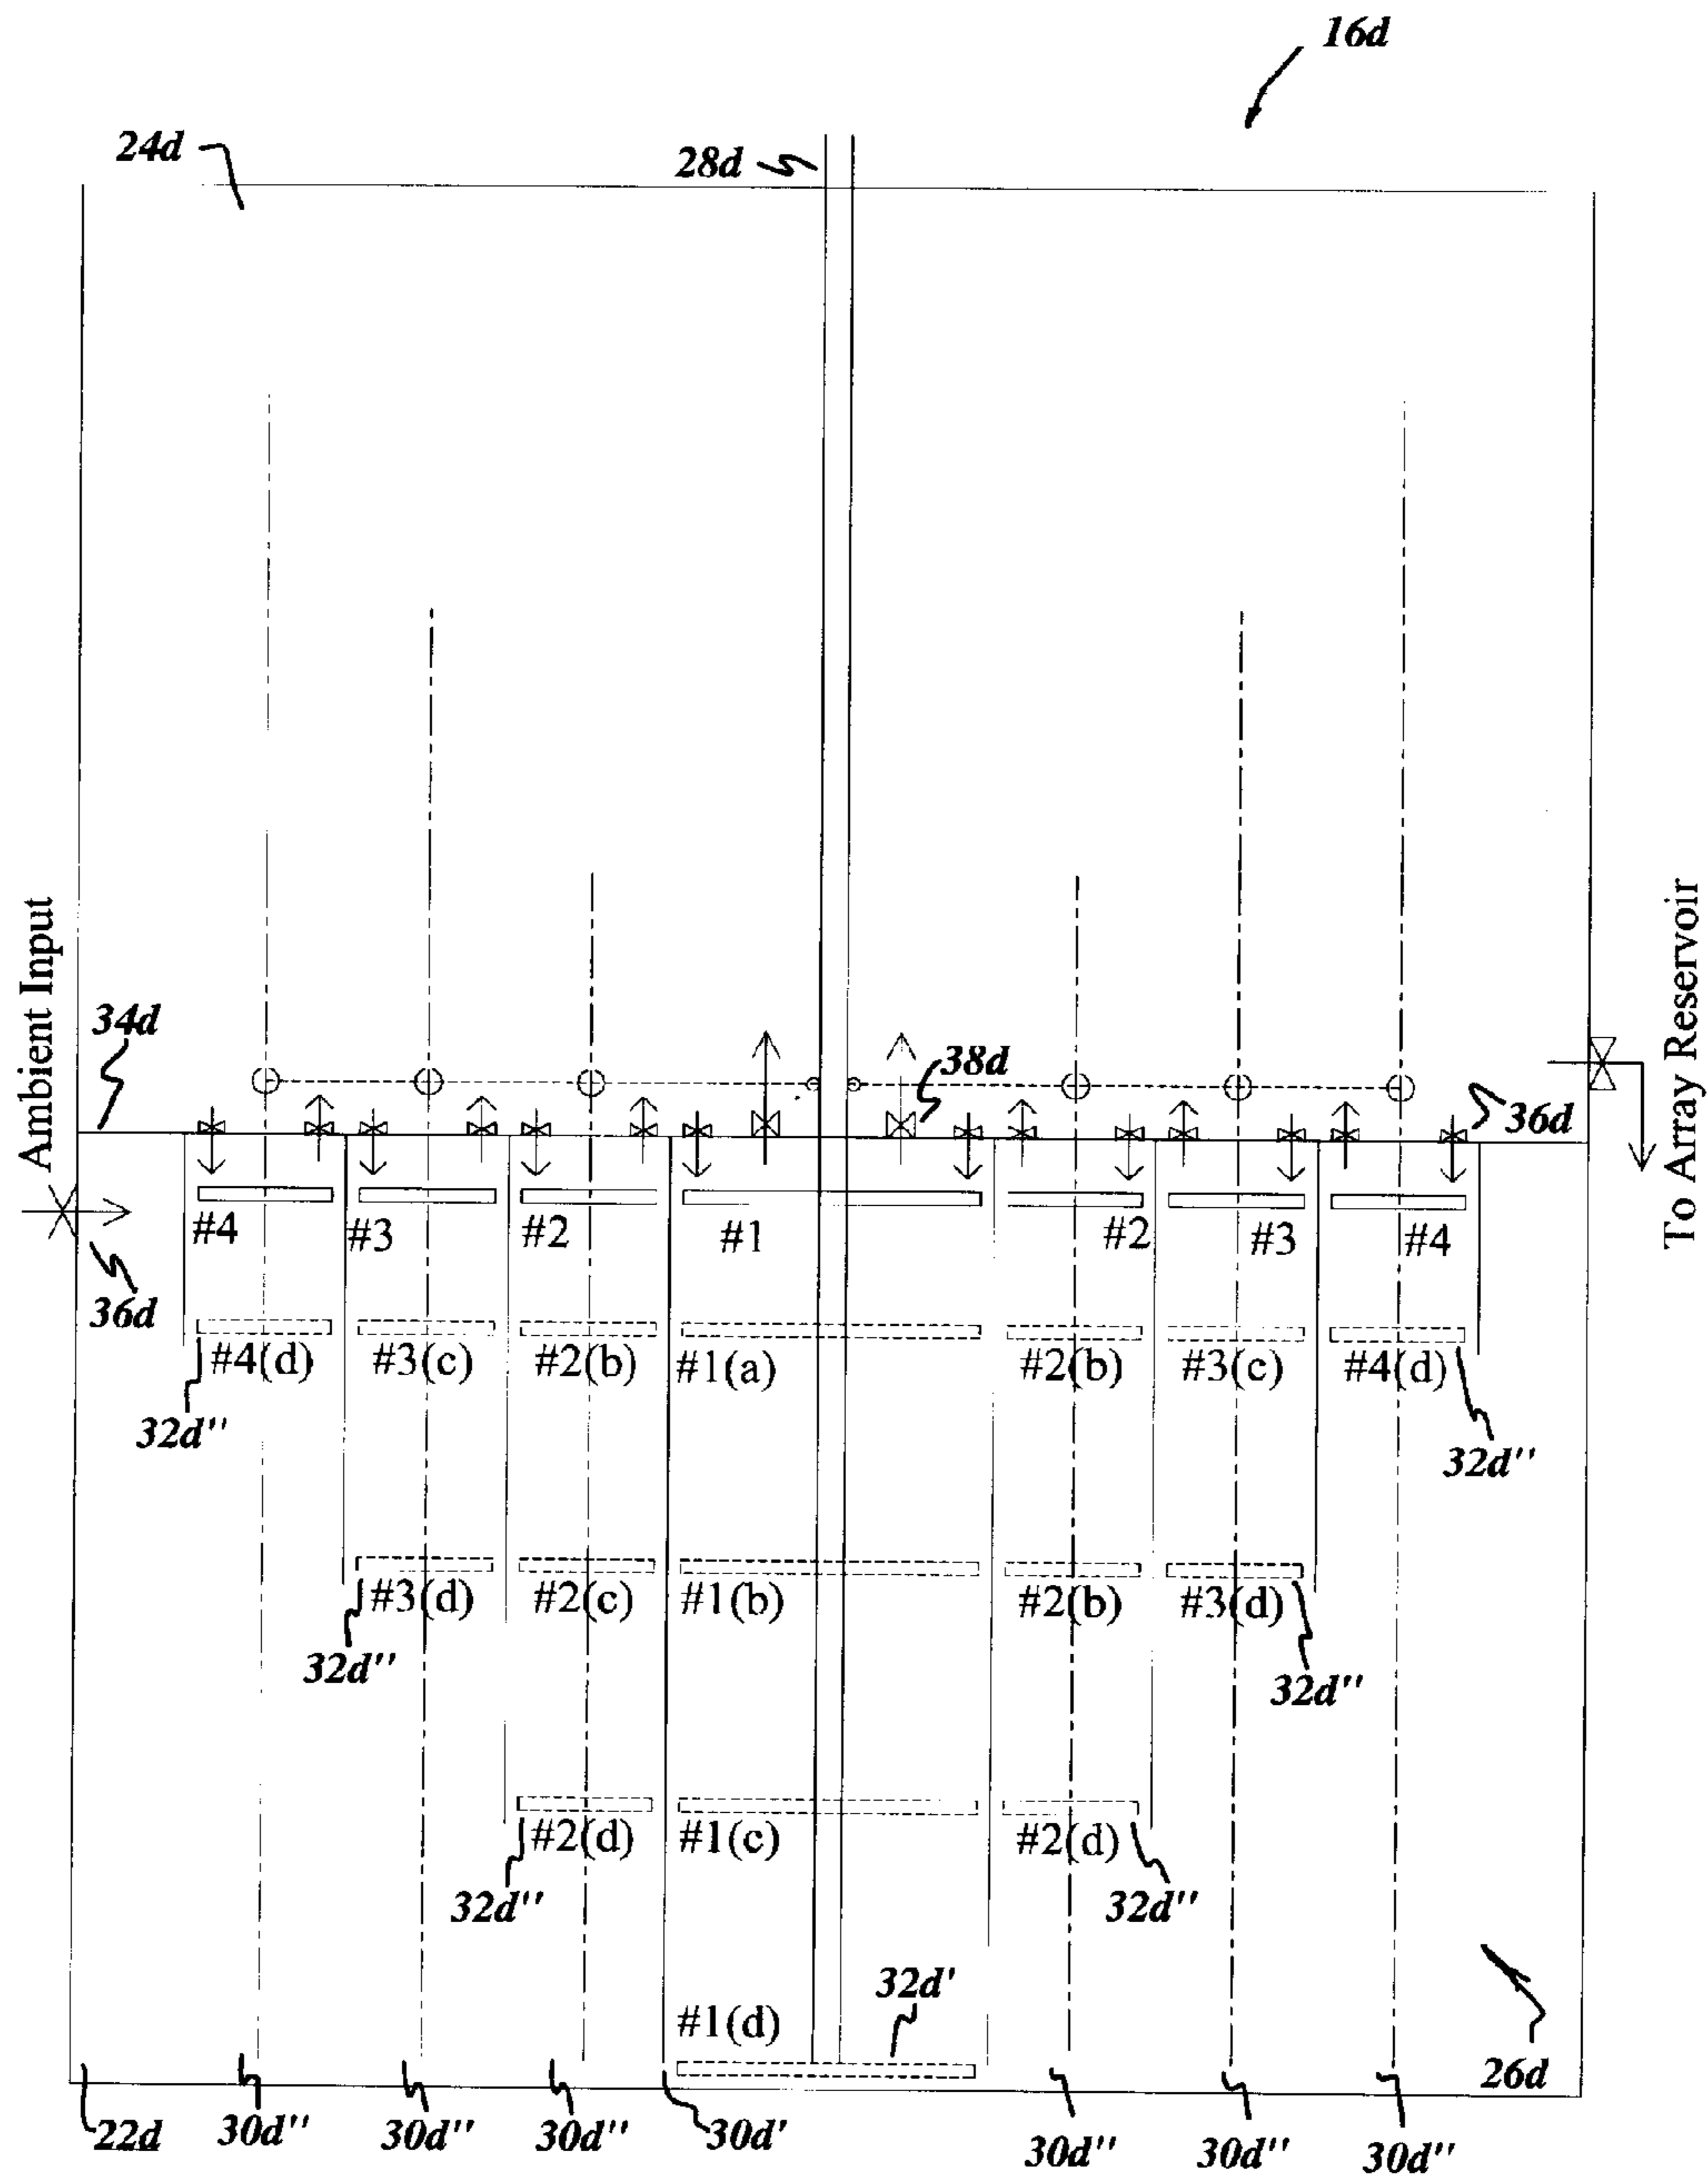 16d
24d
28d
Ambient Input
To Array Reservoir
34d
38d
36d
#4 #3 #2 #1 #2 #3 #4
36d
#4(d) #3(c) #2(b) #1(a) #2(b) #3(c) #4(d)
32d"
32d"
#3(d) #2(c) #1(b) #2(b) #3(d)
32d"
32d"
#2(d) #1(c) #2(d)
32d"
32d"
32d'
#1(d)
26d
22d 30d" 30d" 30d" 30d' 30d" 30d" 30d"